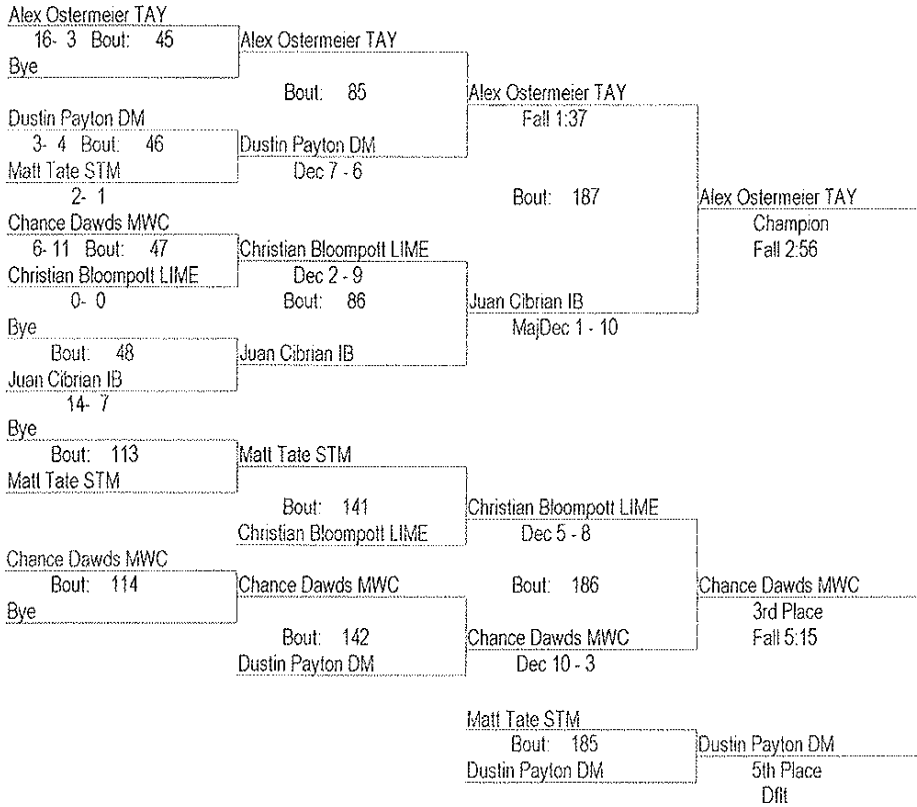 Alex Ostermeier TAY
16- 3 Bout: 45
Bye
Alex Ostermeier TAY
Bout: 85
Dustin Payton DM
3- 4 Bout: 46
Matt Tate STM
2- 1
Dustin Payton DM
Dec 7 - 6
Alex Ostermeier TAY
Fall 1:37
Bout: 187
Alex Ostermeier TAY
Champion
Fall 2:56
Chance Dawds MWC
6- 11 Bout: 47
Christian Bloompott LIME
0- 0
Christian Bloompott LIME
Dec 2 - 9
Bout: 86
Bye
Bout: 48
Juan Cibrian IB
14- 7
Juan Cibrian IB
Juan Cibrian IB
MajDec 1 - 10
Bye
Bout: 113
Matt Tate STM
Matt Tate STM
Bout: 141
Christian Bloompott LIME
Christian Bloompott LIME
Dec 5 - 8
Chance Dawds MWC
Bout: 114
Bye
Chance Dawds MWC
Bout: 142
Dustin Payton DM
Bout: 186
Chance Dawds MWC
Dec 10 - 3
Chance Dawds MWC
3rd Place
Fall 5:15
Matt Tate STM
Bout: 185
Dustin Payton DM
Dustin Payton DM
5th Place
Dflt